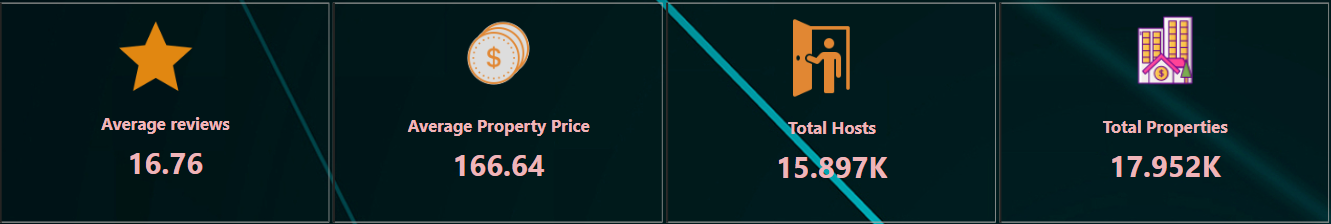 $
Average reviews
16.76
Average Property Price
166.64
Total Hosts
15.897K
$
Total Properties
17.952K